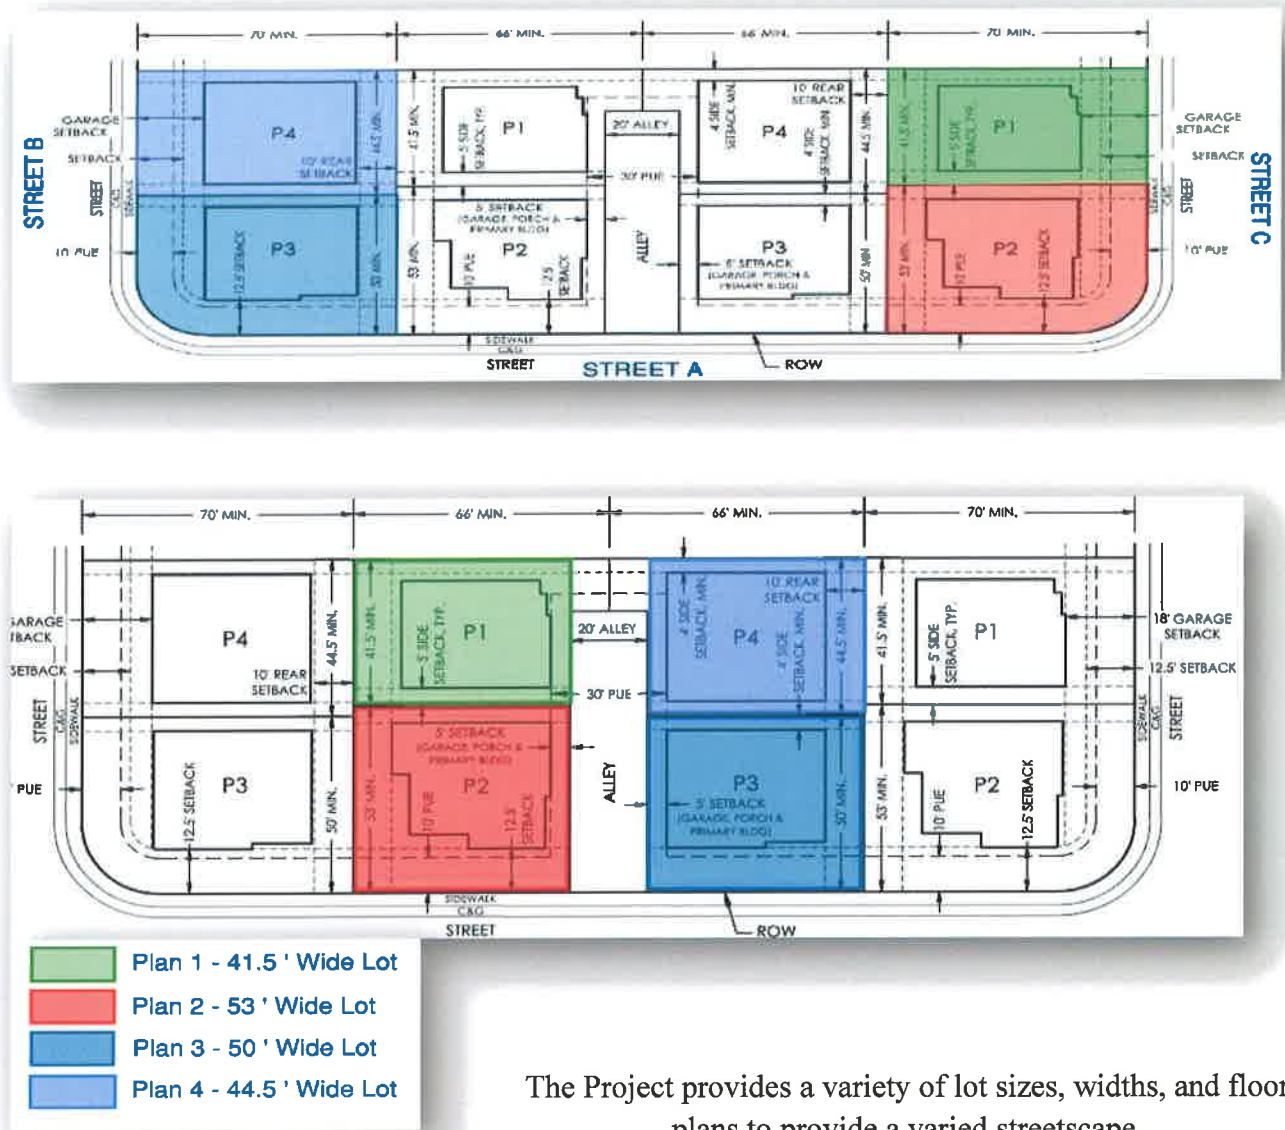 70' MIN.
66' MIN.
66' MIN.
70' MIN.
STREET B
GARAGE
SETBACK
SETBACK
STREET
C&G
SIDEWALK
10' PUE
P4
10' REAR
SETBACK
44.5' MIN.
P3
12.5' SETBACK
50' MIN.
41.5' MIN.
5' SIDE
SETBACK, TYP.
P1
20' ALLEY
30' PUE
5' SETBACK
(GARAGE, PORCH &
PRIMARY BLDG)
P2
53' MIN.
10' PUE
12.5'
SETBACK
ALLEY
4' SIDE
SETBACK, MIN.
P4
10' REAR
SETBACK
4' SIDE
SETBACK, MIN.
44.5' MIN.
P3
5' SETBACK
(GARAGE, PORCH &
PRIMARY BLDG)
50' MIN.
41.5' MIN.
5' SIDE
SETBACK, TYP.
P1
53' MIN.
P2
10' PUE
12.5' SETBACK
GARAGE
SETBACK
SETBACK
SIDEWALK
C&G
STREET
STREET C
10' PUE
SIDEWALK
C&G
STREET
STREET A
ROW
70' MIN.
66' MIN.
66' MIN.
70' MIN.
GARAGE
SETBACK
STREET
C&G
SIDEWALK
PUE
P4
10' REAR
SETBACK
44.5' MIN.
P3
12.5' SETBACK
50' MIN.
41.5' MIN.
5' SIDE
SETBACK, TYP.
P1
20' ALLEY
30' PUE
5' SETBACK
(GARAGE, PORCH &
PRIMARY BLDG)
P2
53' MIN.
10' PUE
12.5'
SETBACK
ALLEY
4' SIDE
SETBACK, MIN.
P4
10' REAR
SETBACK
4' SIDE
SETBACK, MIN.
44.5' MIN.
P3
5' SETBACK
(GARAGE, PORCH &
PRIMARY BLDG)
50' MIN.
41.5' MIN.
5' SIDE
SETBACK, TYP.
P1
18' GARAGE
SETBACK
12.5' SETBACK
53' MIN.
P2
10' PUE
12.5' SETBACK
SIDEWALK
C&G
STREET
10' PUE
SIDEWALK
C&G
STREET
ROW
Plan 1 - 41.5 ' Wide Lot
Plan 2 - 53 ' Wide Lot
Plan 3 - 50 ' Wide Lot
Plan 4 - 44.5 ' Wide Lot
The Project provides a variety of lot sizes, widths, and floor
plans to provide a varied streetscape